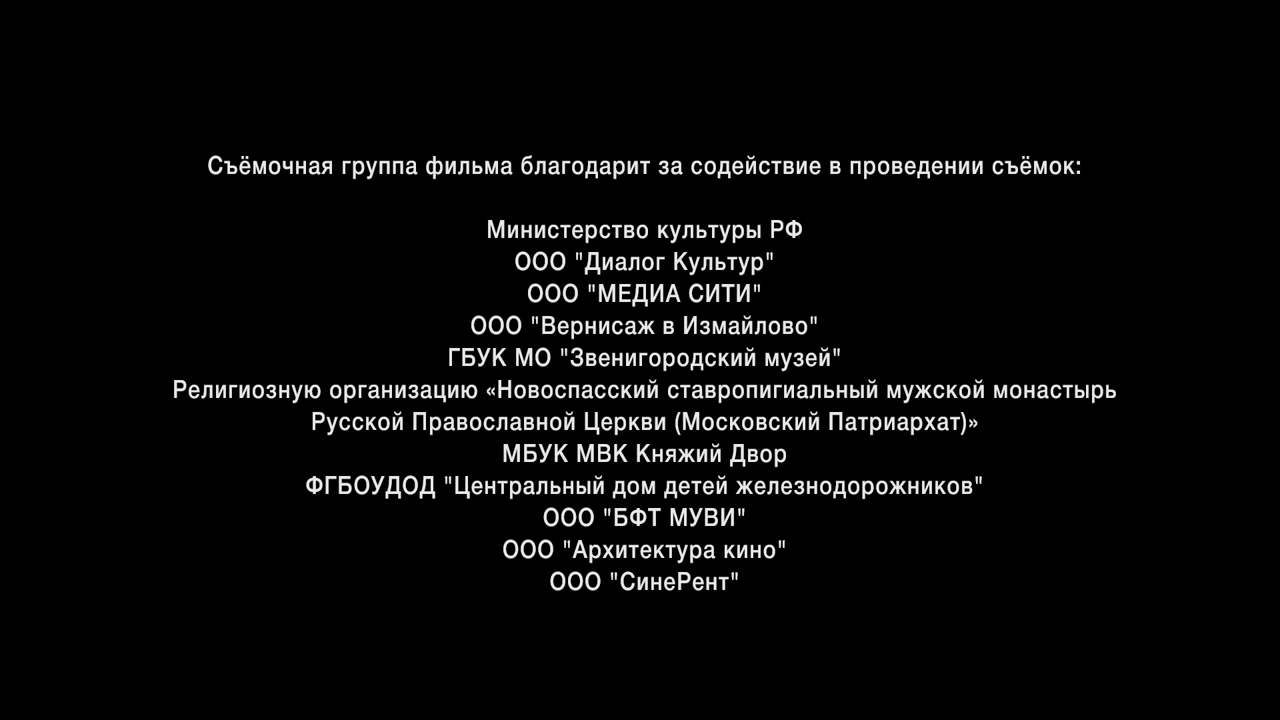 Съёмочная группа фильма благодарит за содействие в проведении съёмок:
Министерство культуры РФ
ООО "Диалог Культур"
ООО "МЕДИА СИТИ"
ООО "Вернисаж в Измайлово"
ГБУК МО "Звенигородский музей"
Религиозную организацию «Новоспасский ставропигиальный мужской монастырь
Русской Православной Церкви (Московский Патриархат)»
МБУК МВК Княжий Двор
ФГБОУДОД "Центральный дом детей железнодорожников"
ООО "БФТ МУВИ"
ООО "Архитектура кино"
ООО "СинеРент"